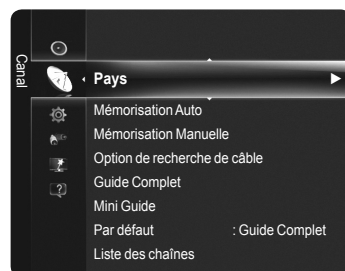 Canal
Pays
Mémorisation Auto
Mémorisation Manuelle
Option de recherche de câble
Guide Complet
Mini Guide
Par défaut : Guide Complet
Liste des chaînes